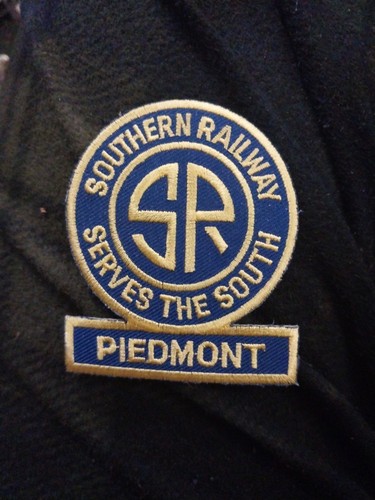 SOUTHERN RAILWAY
SR
SERVES THE SOUTH
PIEDMONT